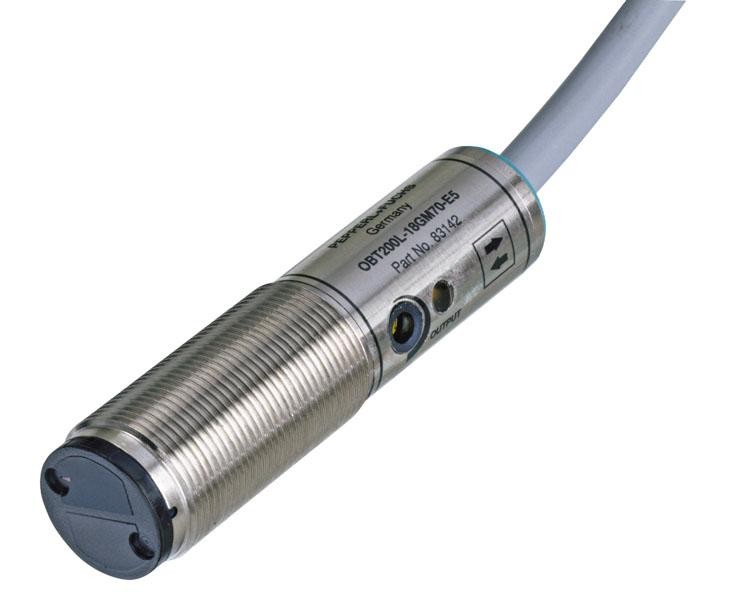 PEPPERL+FUCHS
Germany
OBT200L-18GM70-E5
Part No. 83142
OUTPUT